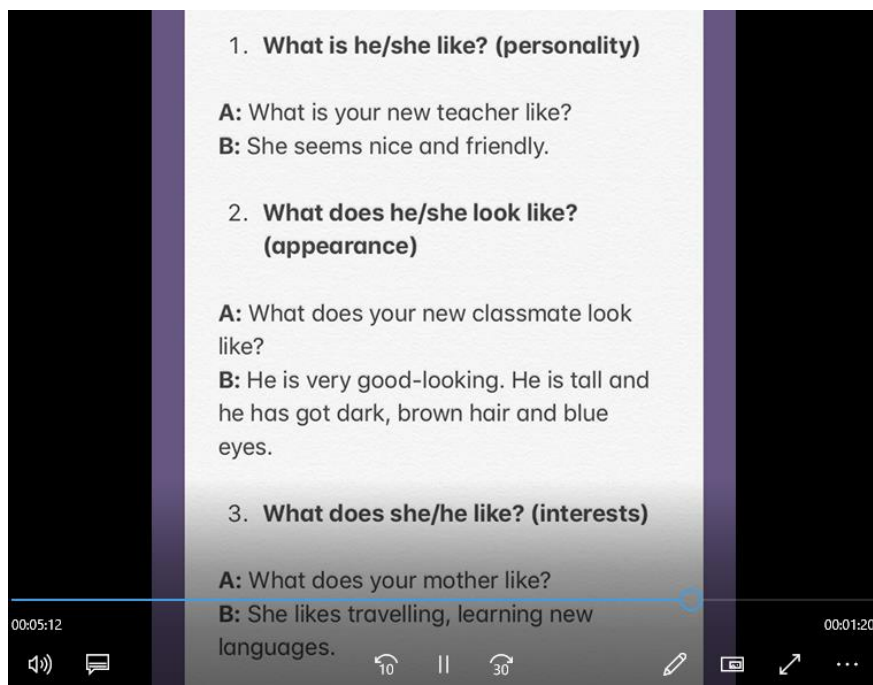 1. What is he/she like? (personality)
A: What is your new teacher like?
B: She seems nice and friendly.
2. What does he/she look like?
(appearance)
A: What does your new classmate look
like?
B: He is very good-looking. He is tall and
he has got dark, brown hair and blue
eyes.
3. What does she/he like? (interests)
A: What does your mother like?
B: She likes travelling, learning new
languages.
00:05:12
00:01:20
10
30